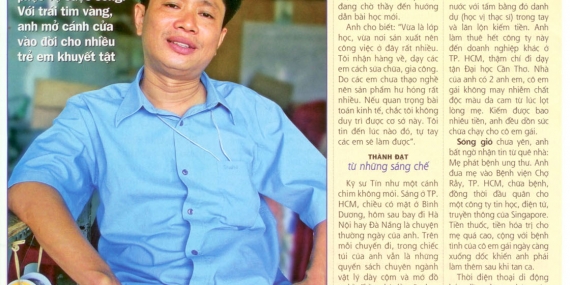 Với trái tim vàng,
anh mở cánh cửa
vào đời cho nhiều
trẻ em khuyết tật
đang chờ thầy đến hướng
dẫn bài học mới.
Anh cho biết: "Vừa là lớp
học, vừa nơi sản xuất nên
công việc ở đây rất nhiều.
Tôi nhận hàng về, dạy các
em cách sửa chữa, gia công.
Do các em chưa thạo nghề
nên sản phẩm hư hỏng rất
nhiều. Nếu quan trọng bài
toán kinh tế, chắc tôi không
duy trì được cơ sở này. Tôi
tin đến lúc nào đó, tự tay
các em sẽ làm được".
THÀNH ĐẠT
từ những sáng chế
Kỹ sư Tín như một cánh
chim không mỏi. Sáng ở TP.
HCM, chiều có mặt ở Bình
Dương, hôm sau bay đi Hà
Nội hay Đà Nẵng là chuyện
thường ngày của anh. Trên
mỗi chuyến đi, trong chiếc
túi của anh vẫn là những
quyển sách chuyên ngành
vật lý dày cộm và mớ đồ
nước với tấm bằng đỏ danh
dự (học vị thạc sĩ) trong tay
và lăn lộn kiếm tiền. Anh
làm thuê hết công ty này
đến doanh nghiệp khác ở
TP. HCM, thậm chí đi dạy
tận Đại học Cần Thơ. Nhà
của anh có 2 anh em, cô em
gái không may nhiễm chất
độc màu da cam từ lúc lọt
lòng mẹ. Kiếm được bao
nhiêu tiền, anh đều dồn sức
chữa chạy cho cô em gái.
Sóng gió chưa yên, anh
bất ngờ nhận tin từ quê nhà:
Mẹ phát bệnh ung thư. Anh
đưa mẹ vào Bệnh viện Chợ
Rẫy, TP. HCM, chữa bệnh,
đồng thời đầu quân cho
một công ty tin học, điện tử,
truyền thông của Singapore.
Tiền thuốc, tiền hóa trị cho
mẹ quá cao, cộng với bệnh
tình của cô em gái ngày càng
xuống dốc khiến anh phải
làm thêm sau khi tan ca.
Thời điện thoại di động